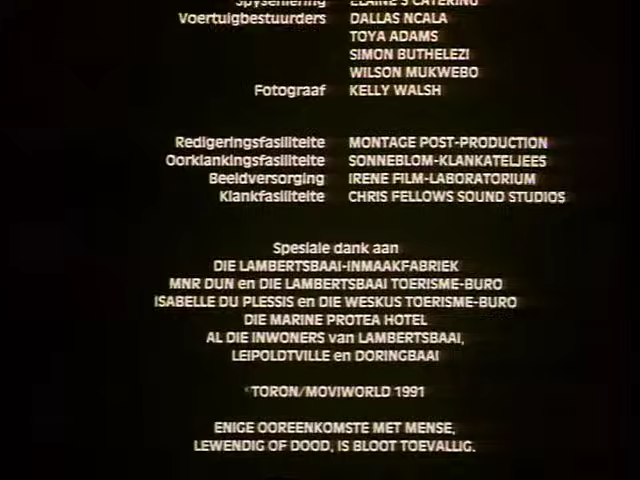 Spyseniering ELAINE'S CATERING
Voertuigbestuurders DALLAS NCALA
TOYA ADAMS
SIMON BUTHELEZI
WILSON MUKWEBO
Fotograaf KELLY WALSH
Redigeringsfasiliteite MONTAGE POST-PRODUCTION
Oorklankingsfasiliteite SONNEBLOM-KLANKATELJEES
Beeldversorging IRENE FILM-LABORATORIUM
Klankfasiliteite CHRIS FELLOWS SOUND STUDIOS
Spesiale dank aan
DIE LAMBERTSBAAI-INMAAKFABRIEK
MNR DUN en DIE LAMBERTSBAAI TOERISME-BURO
ISABELLE DU PLESSIS en DIE WESKUS TOERISME-BURO
DIE MARINE PROTEA HOTEL
AL DIE INWONERS van LAMBERTSBAAI,
LEIPOLDTVILLE en DORINGBAAI
TORON/MOVIWORLD 1991
ENIGE OOREENKOMSTE MET MENSE,
LEWENDIG OF DOOD, IS BLOOT TOEVALLIG.